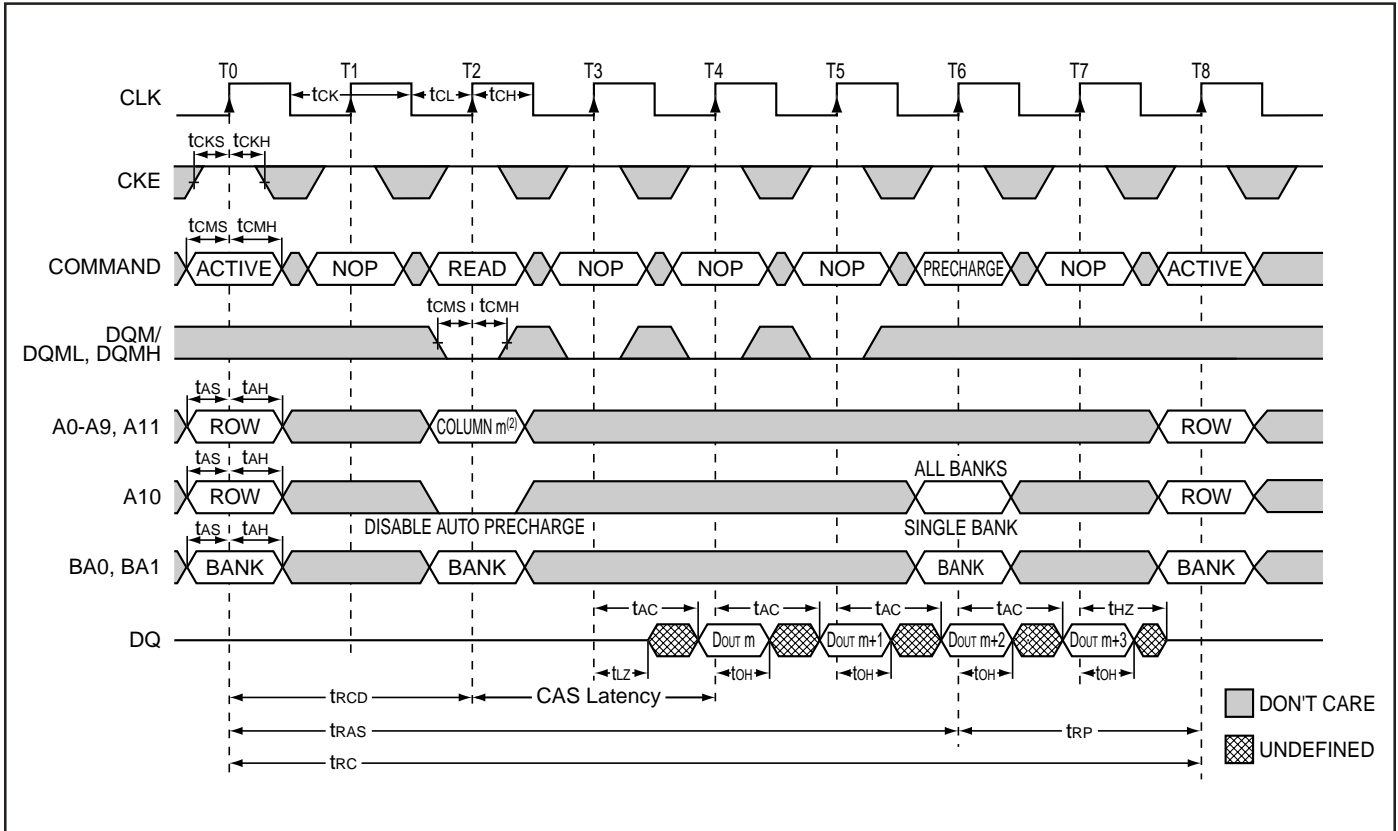 T0 T1 T2 T3 T4 T5 T6 T7 T8
CLK tCK tCL tCH
tCKS tCKH
CKE
tCMS tCMH
COMMAND ACTIVE NOP READ NOP NOP NOP PRECHARGE NOP ACTIVE
tCMS tCMH
DQM/
DQML, DQMH
tAS tAH
A0-A9, A11 ROW COLUMN m(2) ROW
tAS tAH ALL BANKS
A10 ROW ROW
DISABLE AUTO PRECHARGE SINGLE BANK
tAS tAH
BA0, BA1 BANK BANK BANK BANK
tAC tAC tAC tAC tHZ
DQ DOUT m DOUT m+1 DOUT m+2 DOUT m+3
tLZ tOH tOH tOH tOH
tRCD CAS Latency
DON'T CARE
tRAS tRP
UNDEFINED
tRC